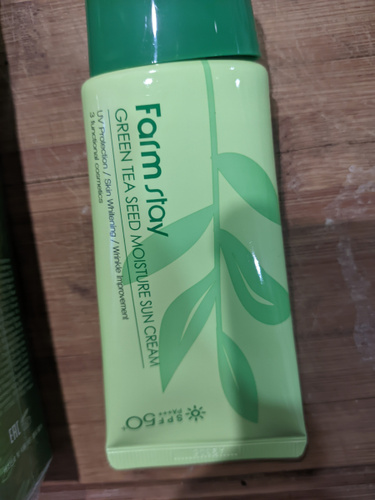 Farm stay
GREEN TEA SEED MOISTURE SUN CREAM
UV Protection / Skin Whitening / Wrinkle Improvement
3 functional cosmetics
SPF50+
PA+++
EAC